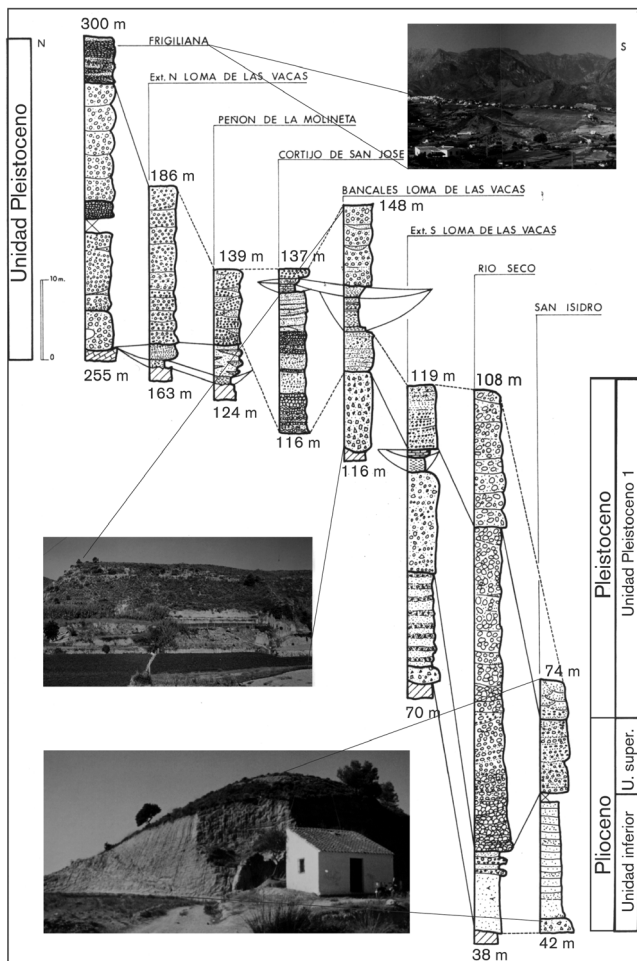 300 m
N
FRIGILIANA
S
Ext. N LOMA DE LAS VACAS
PEÑON DE LA MOLINETA
CORTIJO DE SAN JOSE
186 m
BANCALES LOMA DE LAS VACAS
148 m
Ext. S LOMA DE LAS VACAS
139 m
137 m
RIO SECO
SAN ISIDRO
Unidad Pleistoceno
10 m.
0
255 m
163 m
124 m
116 m
116 m
119 m
108 m
74 m
70 m
38 m
42 m
Pleistoceno
Unidad Pleistoceno 1
Plioceno
U. super.
Unidad inferior